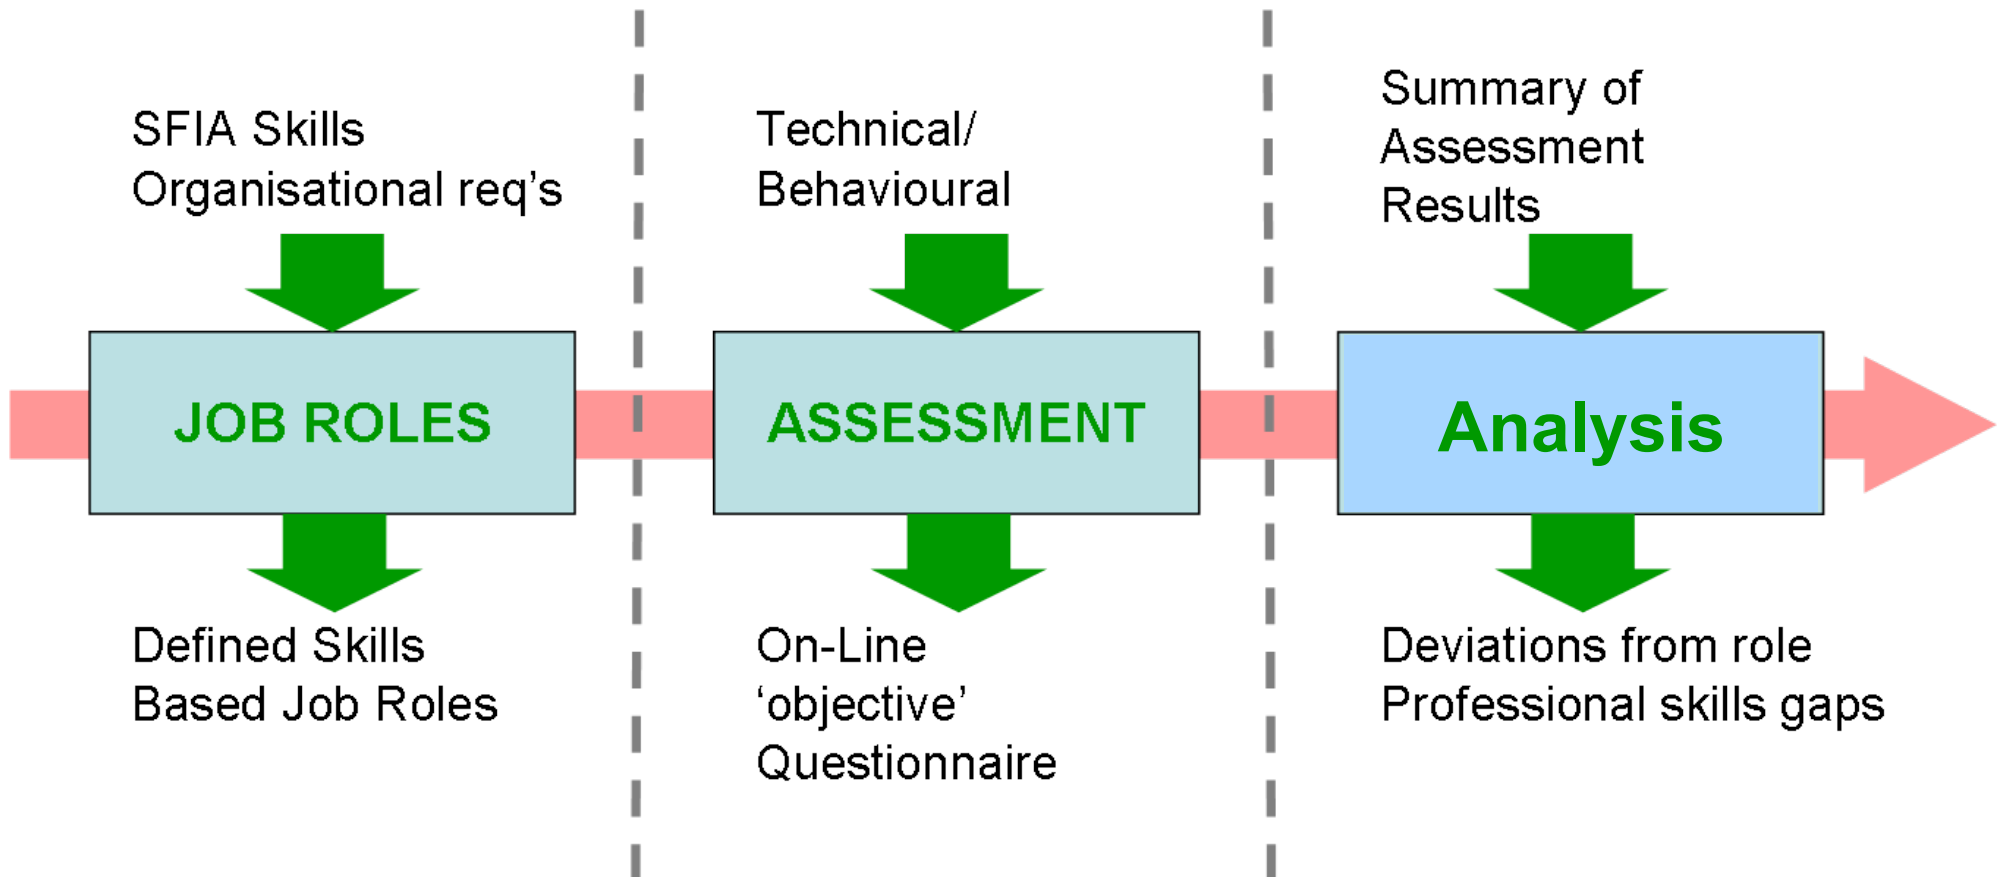 SFIA Skills
Organisational req’s
JOB ROLES
Defined Skills
Based Job Roles
Technical/
Behavioural
ASSESSMENT
On-Line
‘objective’
Questionnaire
Summary of
Assessment
Results
Analysis
Deviations from role
Professional skills gaps